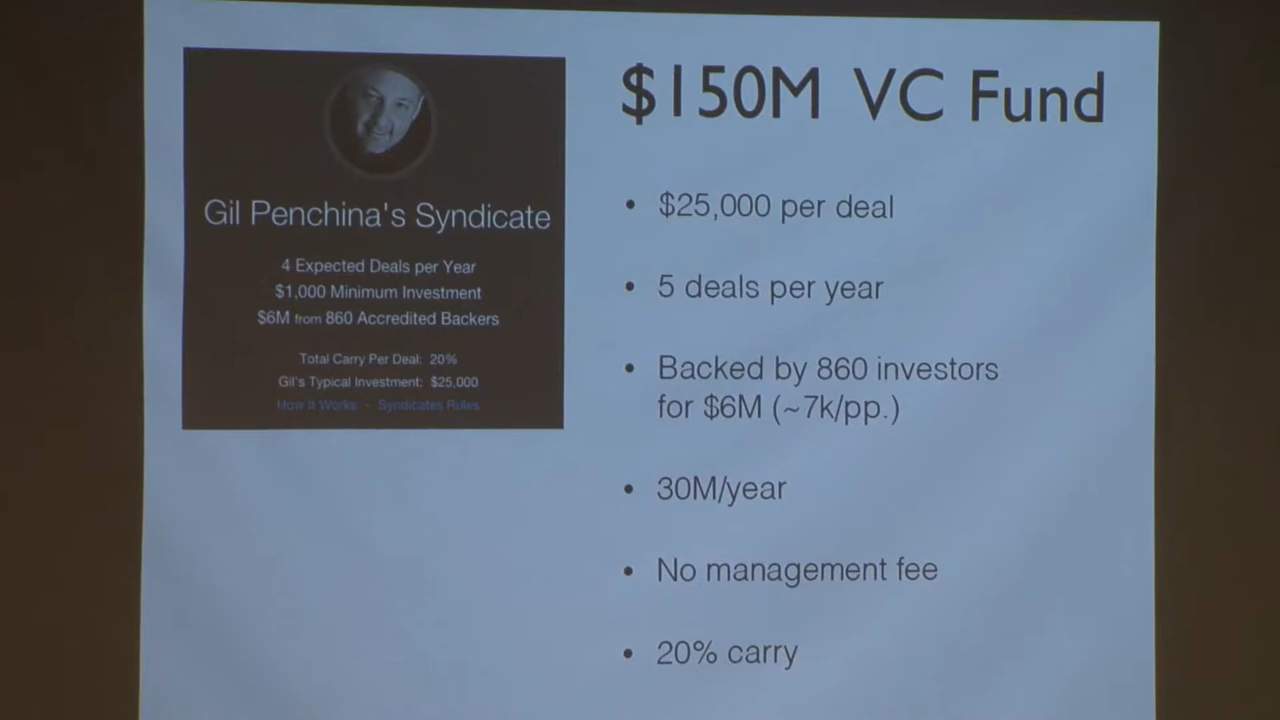 Gil Penchina's Syndicate
4 Expected Deals per Year
$1,000 Minimum Investment
$6M from 860 Accredited Backers
Total Carry Per Deal: 20%
Gil's Typical Investment: $25,000
How It Works - Syndicates Rules
$150M VC Fund
• $25,000 per deal
• 5 deals per year
• Backed by 860 investors
for $6M (~7k/pp.)
• 30M/year
• No management fee
• 20% carry